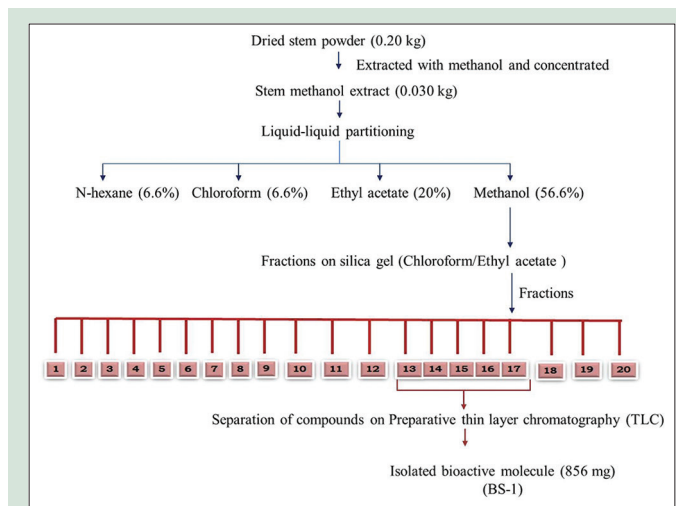 Dried stem powder (0.20 kg)
Extracted with methanol and concentrated
Stem methanol extract (0.030 kg)
Liquid-liquid partitioning
N-hexane (6.6%) Chloroform (6.6%) Ethyl acetate (20%) Methanol (56.6%)
Fractions on silica gel (Chloroform/Ethyl acetate )
Fractions
1 2 3 4 5 6 7 8 9 10 11 12 13 14 15 16 17 18 19 20
Separation of compounds on Preparative thin layer chromatography (TLC)
Isolated bioactive molecule (856 mg)
(BS-1)